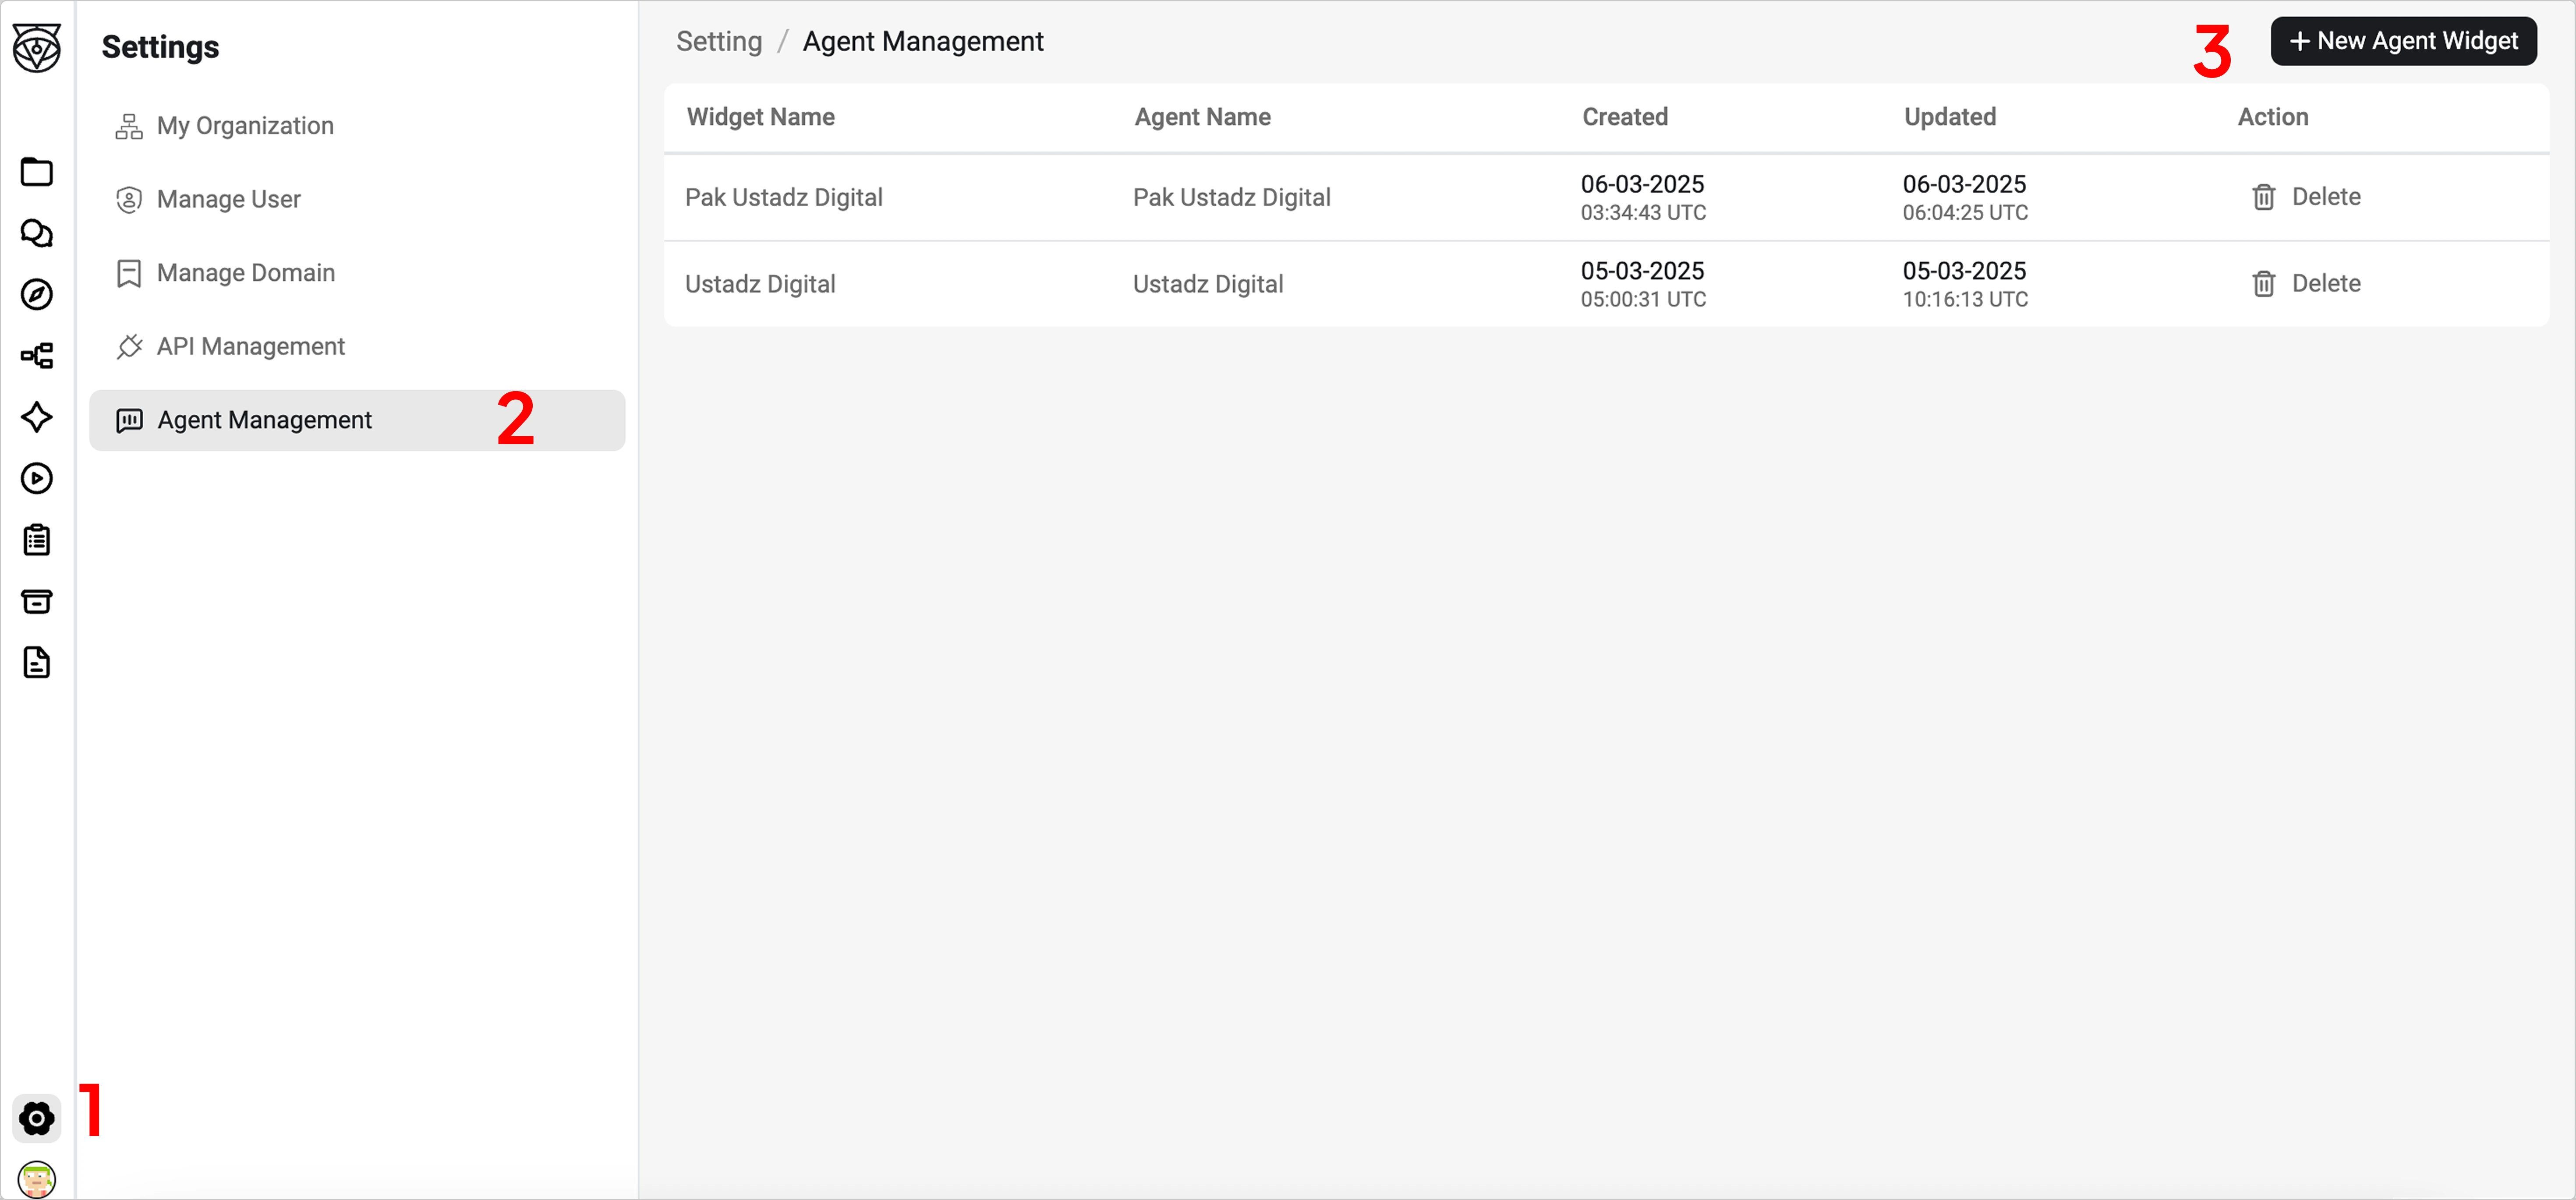 Settings
My Organization
Manage User
Manage Domain
API Management
Agent Management 2
1
Setting / Agent Management
3
+ New Agent Widget
Widget Name Agent Name Created Updated Action
Pak Ustadz Digital Pak Ustadz Digital 06-03-2025 06-03-2025 Delete
03:34:43 UTC 06:04:25 UTC
Ustadz Digital Ustadz Digital 05-03-2025 05-03-2025 Delete
05:00:31 UTC 10:16:13 UTC